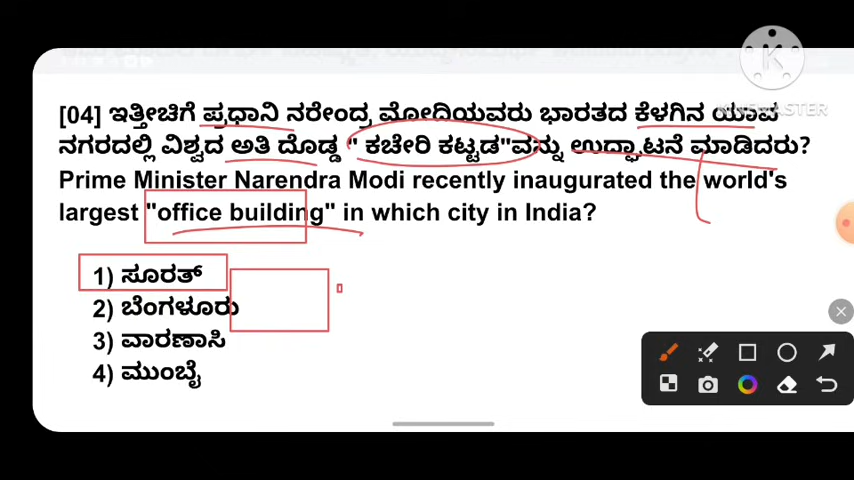 [04] ಇತ್ತೀಚಿಗೆ ಪ್ರಧಾನಿ ನರೇಂದ್ರ ಮೋದಿಯವರು ಭಾರತದ ಕೆಳಗಿನ ಯಾವ
ನಗರದಲ್ಲಿ ವಿಶ್ವದ ಅತಿ ದೊಡ್ಡ " ಕಚೇರಿ ಕಟ್ಟಡ"ವನ್ನು ಉದ್ಘಾಟನೆ ಮಾಡಿದರು?
Prime Minister Narendra Modi recently inaugurated the world's
largest "office building" in which city in India?
1) ಸೂರತ್
2) ಬೆಂಗಳೂರು
3) ವಾರಣಾಸಿ
4) ಮುಂಬೈ
K